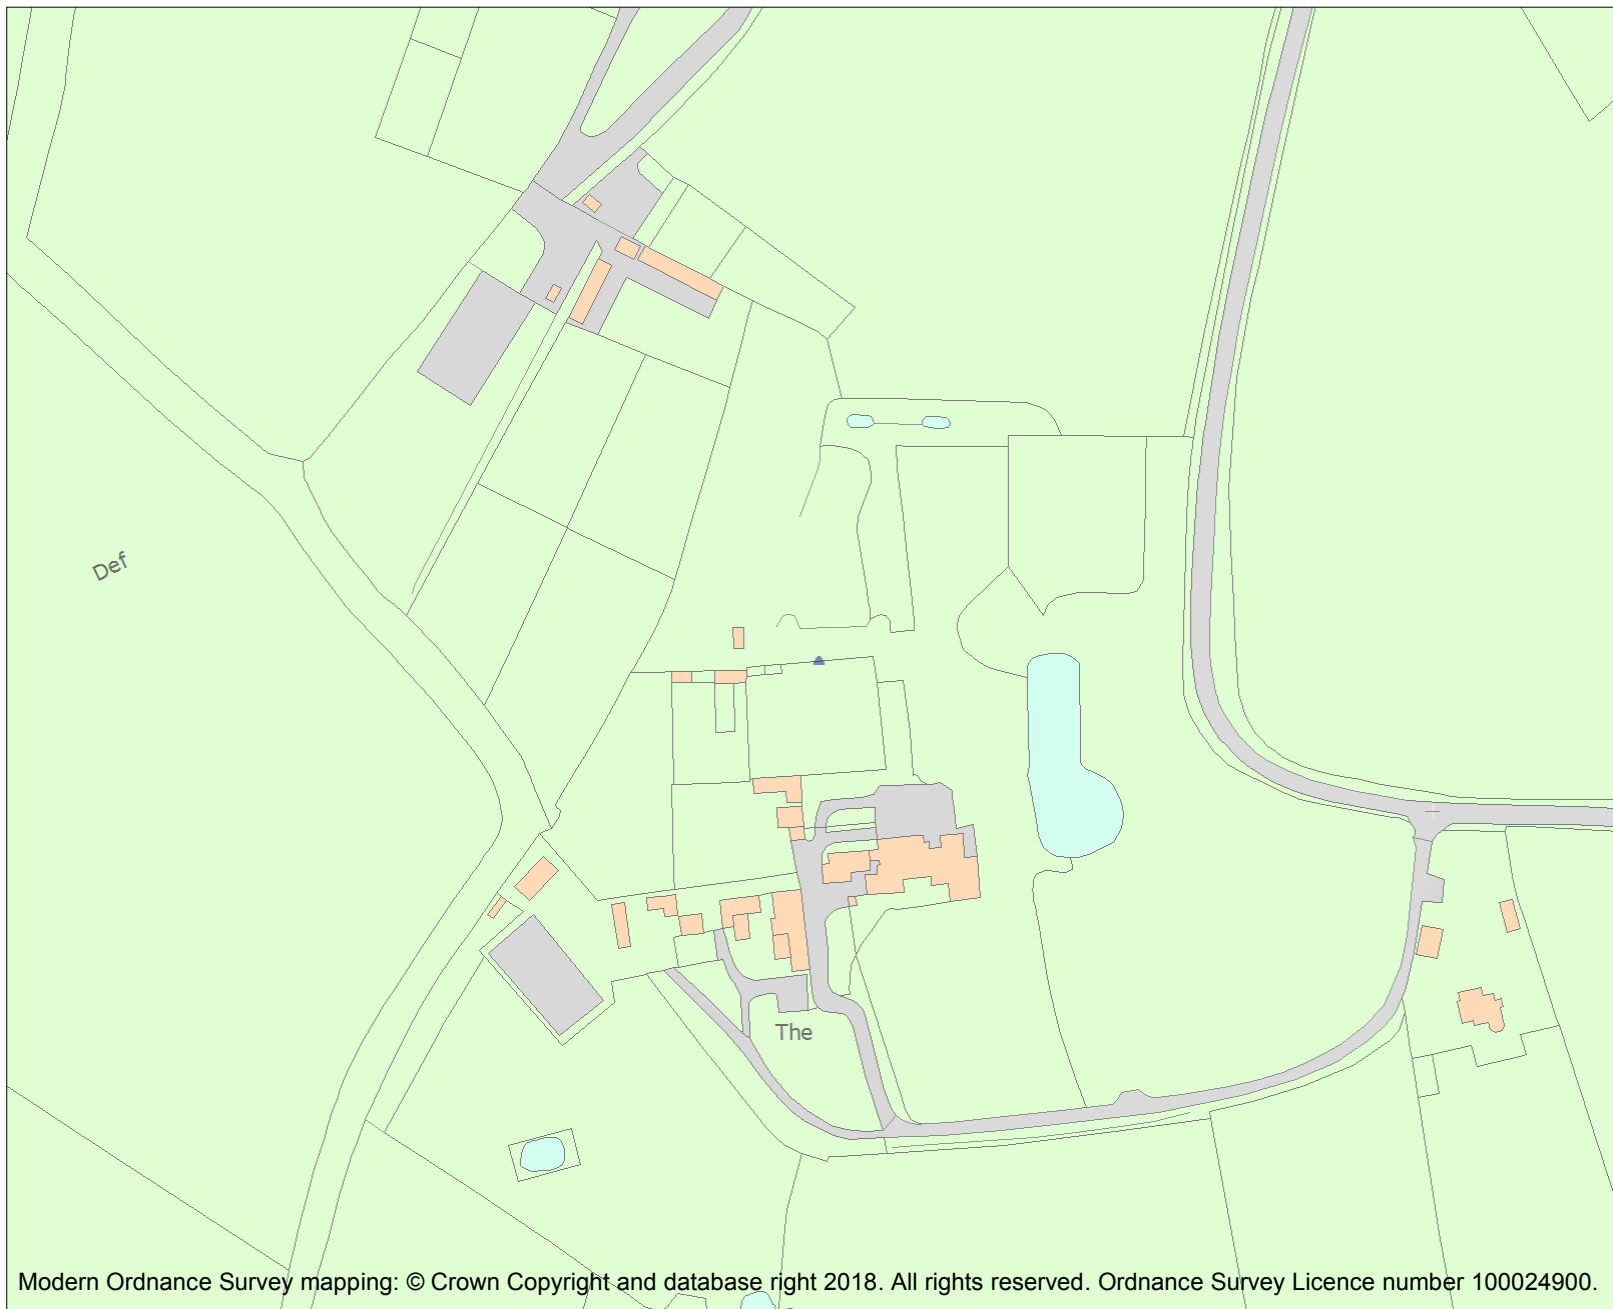 Def
The
Modern Ordnance Survey mapping: © Crown Copyright and database right 2018. All rights reserved. Ordnance Survey Licence number 100024900.